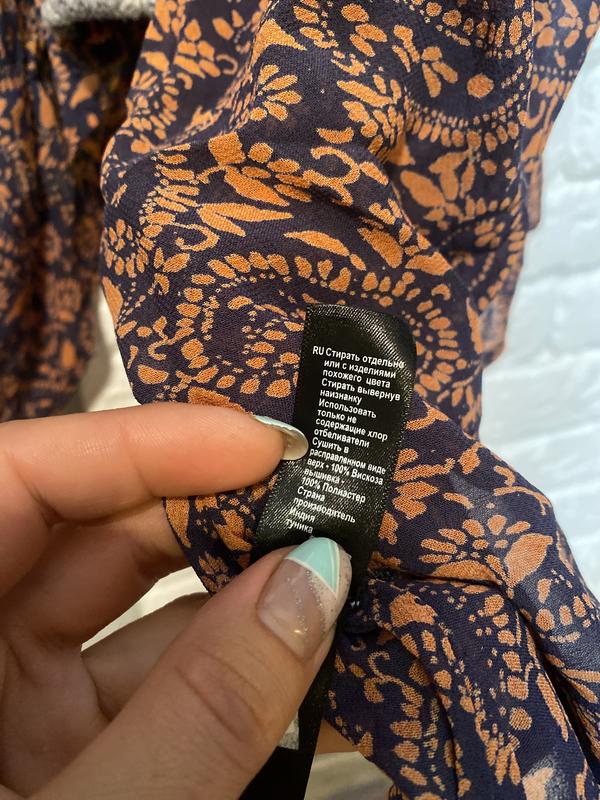 RU Стирать отдельно
или с изделиями
похожего цвета
Стирать вывернув
наизнанку
Использовать
только не
содержащие хлор
отбеливатели
Сушить в
расправленном виде
верх • 100% Вискоза
вышивка -
100% Полиэстер
Страна
производитель
Индия
туника